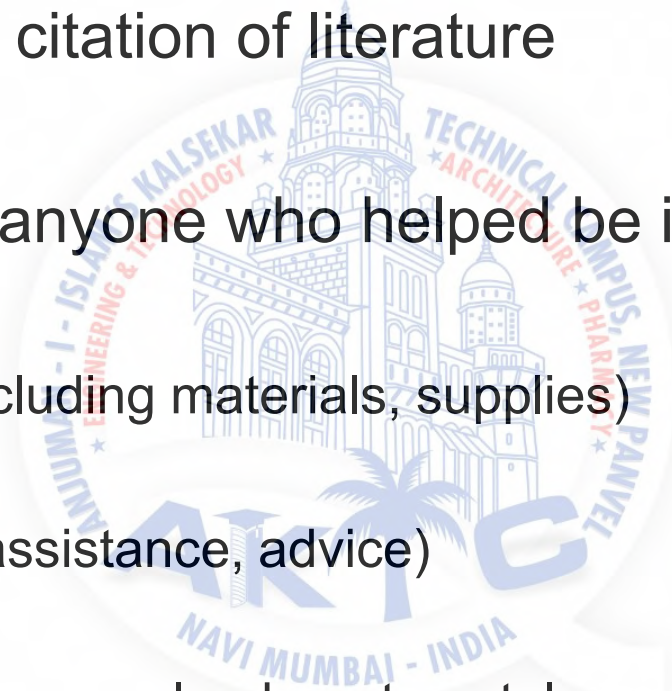 citation of literature
anyone who helped be i
cluding materials, supplies)
assistance, advice)
ANJUMAN - I - ISLAM'S KALSEKAR TECHNICAL CAMPUS, NEW PANVEL
ENGINEERING & TECHNOLOGY ★ ★ ARCHITECTURE ★ PHARMACY ★
AKTC
NAVI MUMBAI - INDIA